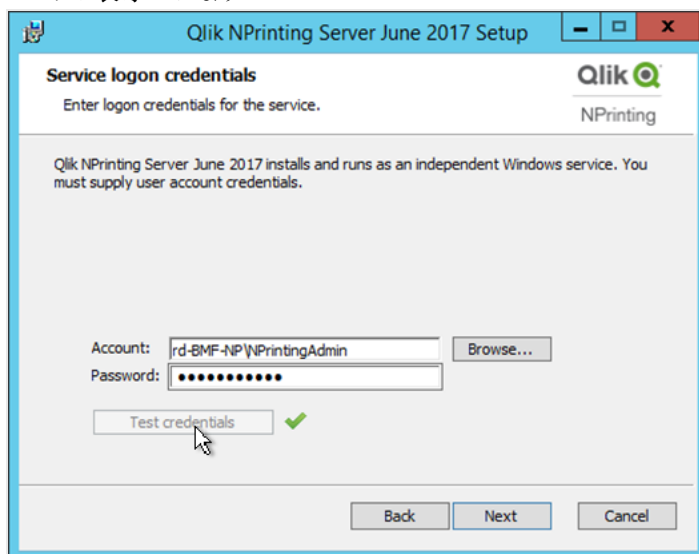 Qlik NPrinting Server June 2017 Setup
Service logon credentials
Enter logon credentials for the service.
Qlik
NPrinting
Qlik NPrinting Server June 2017 installs and runs as an independent Windows service. You
must supply user account credentials.
Account: rd-BMF-NP\NPrintingAdmin Browse...
Password: ●●●●●●●●●●●
Test credentials
Back Next Cancel